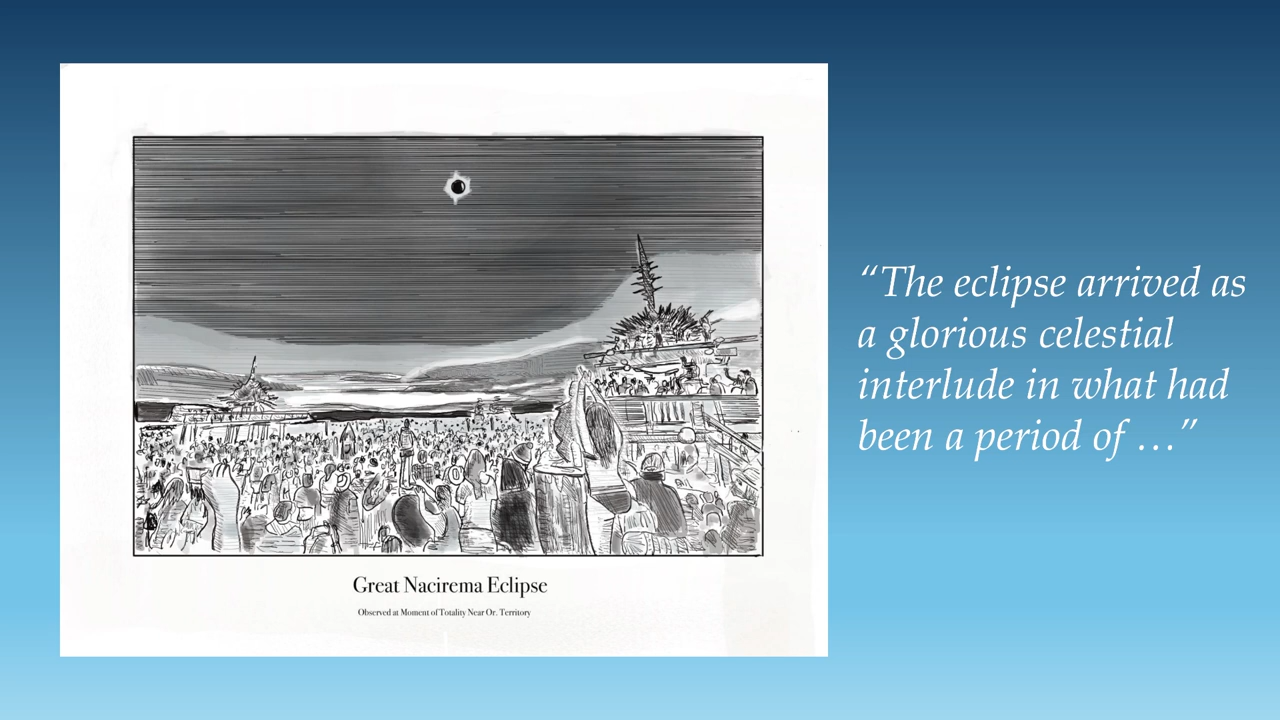 Great Nacirema Eclipse
Observed at Moment of Totality Near Or. Territory
“The eclipse arrived as
a glorious celestial
interlude in what had
been a period of …”